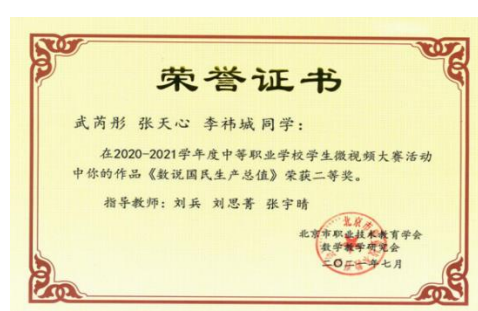 荣誉证书
武芮彤 张天心 李祎城同学：
在2020-2021学年度中等职业学校学生微视频大赛活动
中你的作品《数说国民生产总值》荣获二等奖。
指导教师：刘兵 刘思菁 张宇晴
北京市职业技术教育学会
数学教学研究会
二〇二一年七月